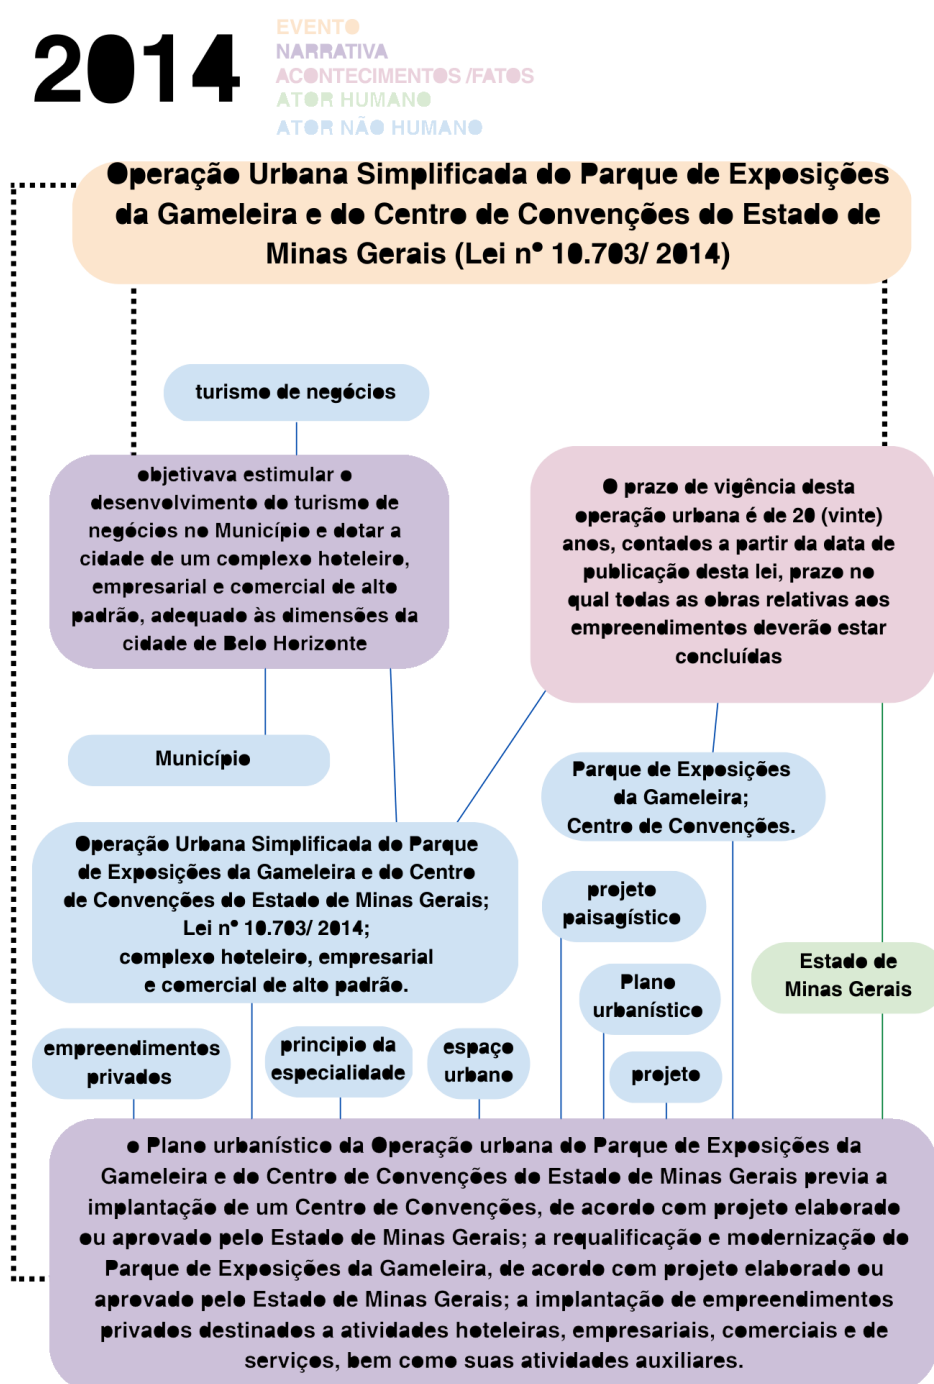 2014
EVENTO
NARRATIVA
ACONTECIMENTOS /FATOS
ATOR HUMANO
ATOR NÃO HUMANO
Operação Urbana Simplificada do Parque de Exposições
da Gameleira e do Centro de Convenções do Estado de
Minas Gerais (Lei nº 10.703/ 2014)
turismo de negócios
objetivava estimular o
desenvolvimento do turismo de
negócios no Município e dotar a
cidade de um complexo hoteleiro,
empresarial e comercial de alto
padrão, adequado às dimensões da
cidade de Belo Horizonte
O prazo de vigência desta
operação urbana é de 20 (vinte)
anos, contados a partir da data de
publicação desta lei, prazo no
qual todas as obras relativas aos
empreendimentos deverão estar
concluídas
Município
Parque de Exposições
da Gameleira;
Centro de Convenções.
Operação Urbana Simplificada do Parque
de Exposições da Gameleira e do Centro
de Convenções do Estado de Minas Gerais;
Lei nº 10.703/ 2014;
complexo hoteleiro, empresarial
e comercial de alto padrão.
projeto
paisagístico
Estado de
Minas Gerais
Plano
urbanístico
empreendimentos
privados
principio da
especialidade
espaço
urbano
projeto
o Plano urbanístico da Operação urbana do Parque de Exposições da
Gameleira e do Centro de Convenções do Estado de Minas Gerais previa a
implantação de um Centro de Convenções, de acordo com projeto elaborado
ou aprovado pelo Estado de Minas Gerais; a requalificação e modernização do
Parque de Exposições da Gameleira, de acordo com projeto elaborado ou
aprovado pelo Estado de Minas Gerais; a implantação de empreendimentos
privados destinados a atividades hoteleiras, empresariais, comerciais e de
serviços, bem como suas atividades auxiliares.